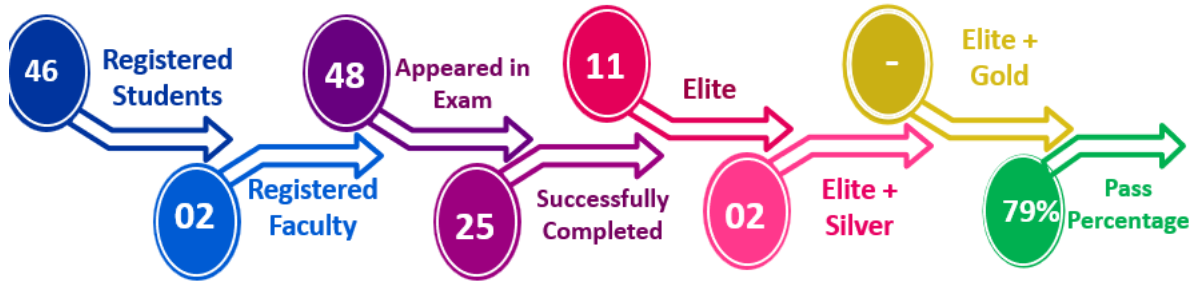 46
Registered
Students
02
Registered
Faculty
48
Appeared in
Exam
25
Successfully
Completed
11
Elite
02
Elite +
Silver
-
Elite +
Gold
79%
Pass
Percentage